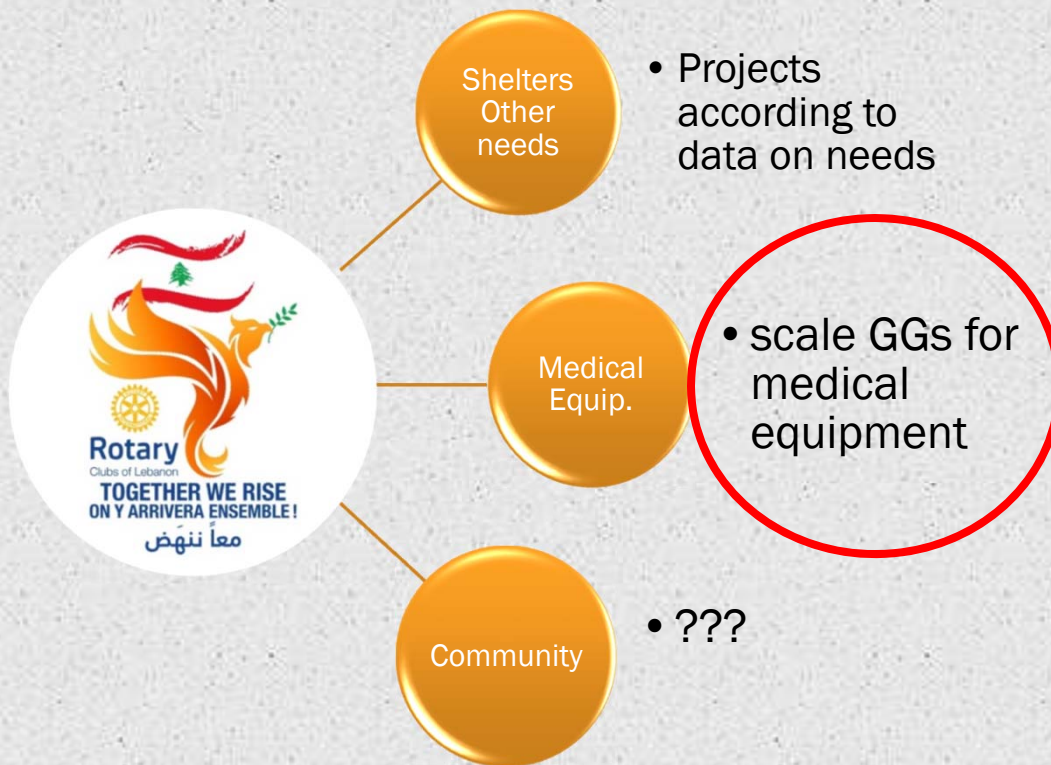 Shelters
Other
needs
• Projects
according to
data on needs
Rotary
Clubs of Lebanon
TOGETHER WE RISE
ON Y ARRIVERA ENSEMBLE !
معاً ننهَض
Medical
Equip.
• scale GGs for
medical
equipment
Community
• ???